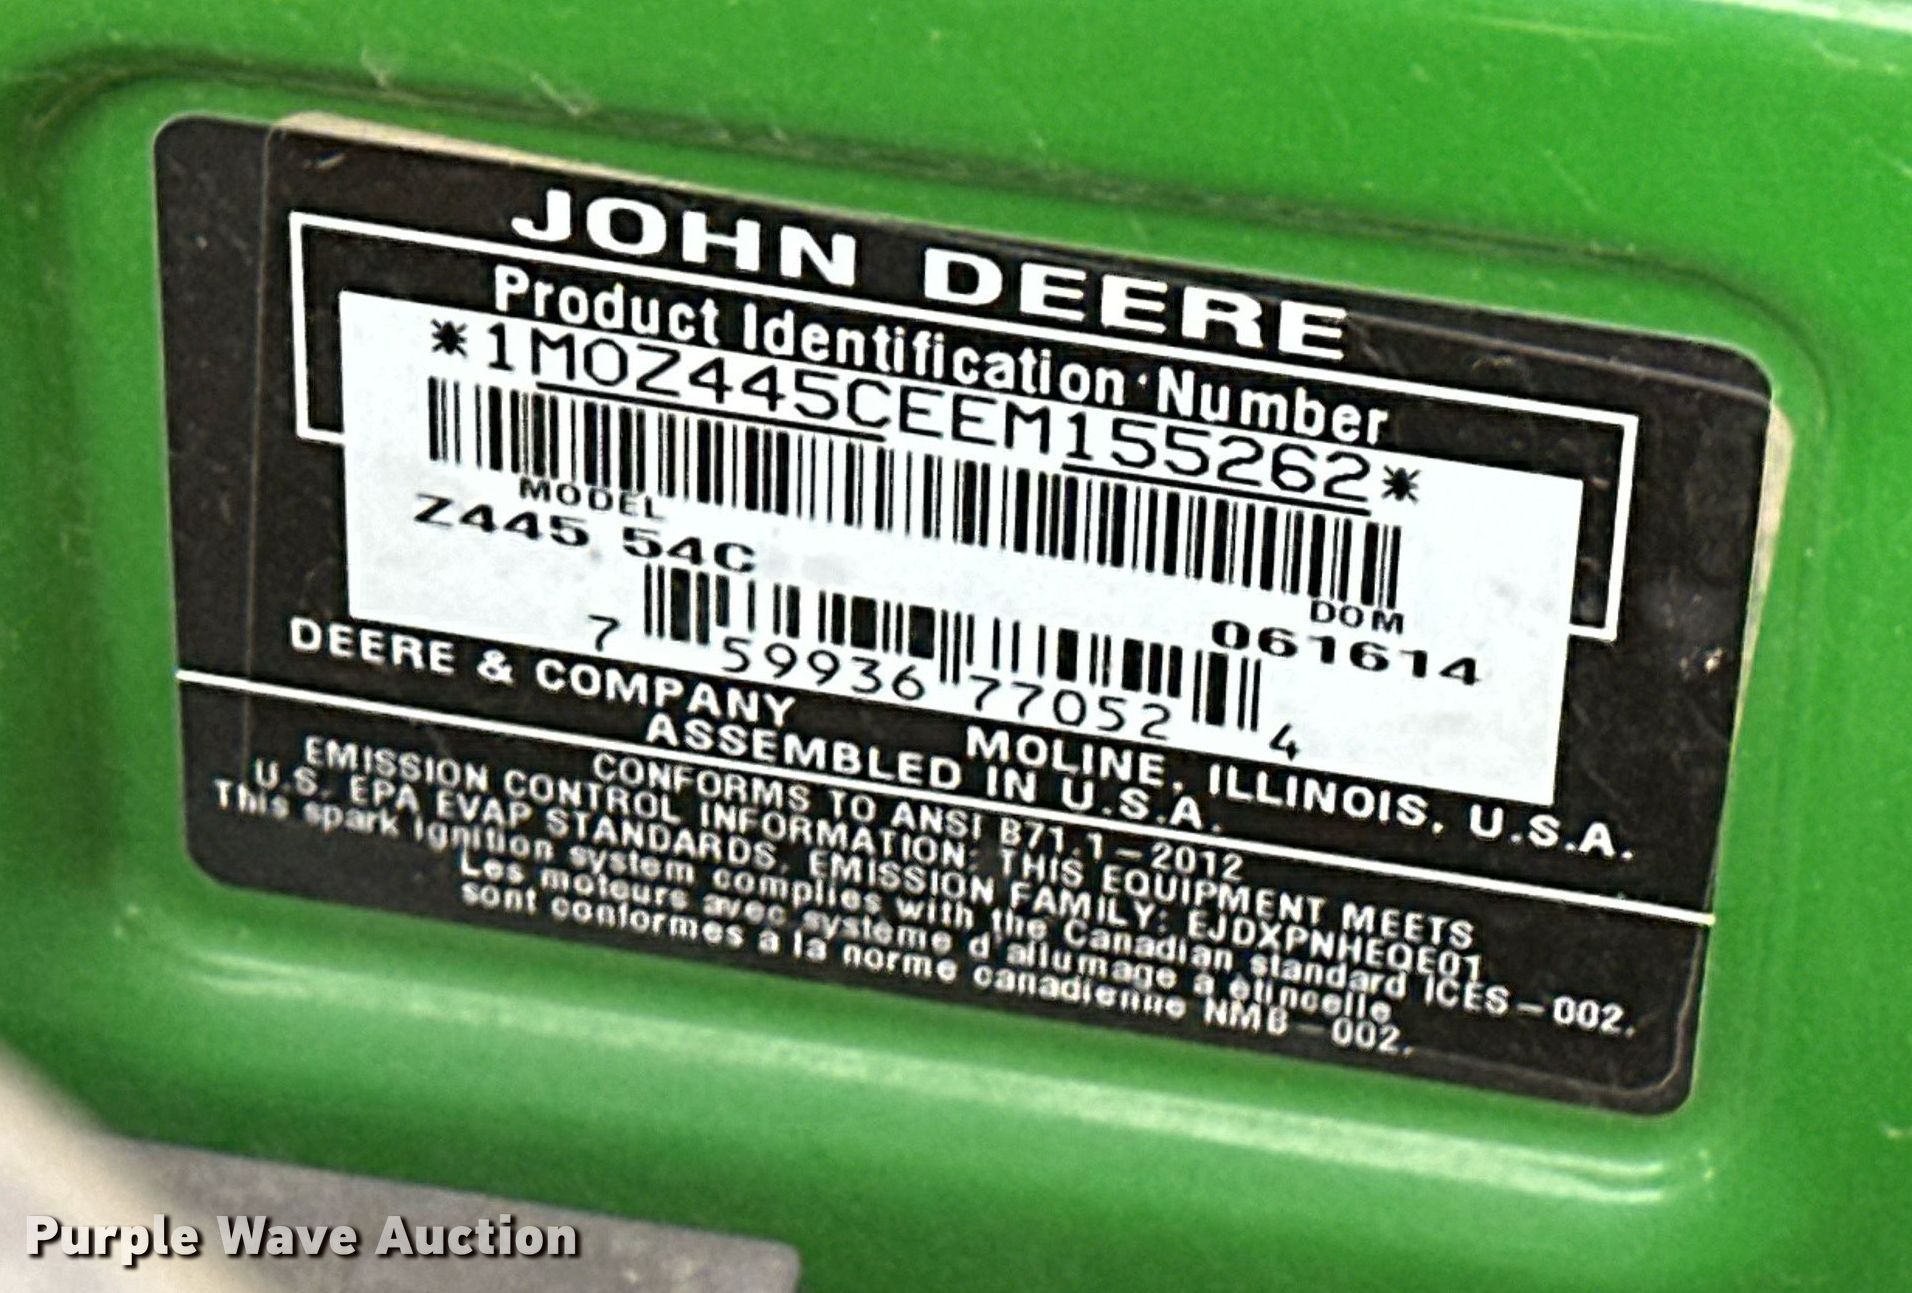 JOHN DEERE
Product Identification Number
*1M0Z445CEEM155262*
MODEL
Z445 54C
DOM
061614
7 59936 77052 4
DEERE & COMPANY MOLINE, ILLINOIS, U.S.A.
ASSEMBLED IN U.S.A.
CONFORMS TO ANSI B71.1-2012
EMISSION CONTROL INFORMATION: THIS EQUIPMENT MEETS
U.S. EPA EVAP STANDARDS. EMISSION FAMILY: EJDXPNHEQE01
This spark ignition system complies with the Canadian standard ICES-002.
Les moteurs avec système d'allumage à étincelle
sont conformes à la norme canadienne NMB-002.
Purple Wave Auction